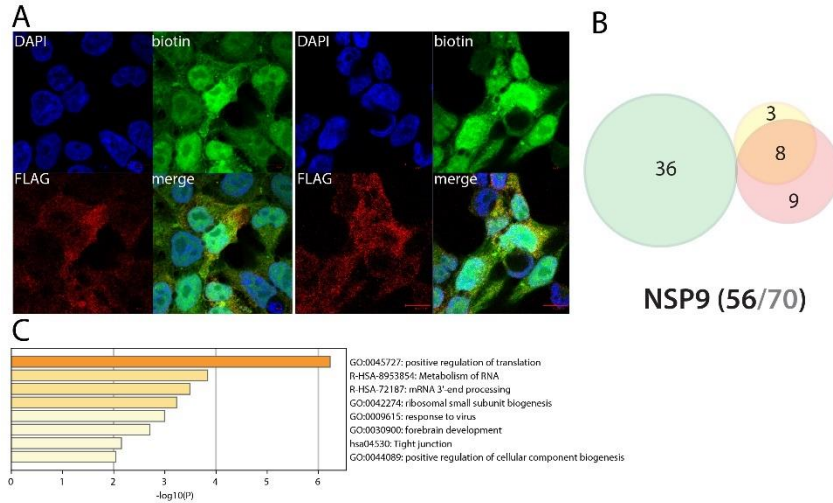 A
DAPI biotin DAPI biotin
FLAG merge FLAG merge
B
3
36
8
9
NSP9 (56/70)
C
GO:0045727: positive regulation of translation
R-HSA-8953854: Metabolism of RNA
R-HSA-72187: mRNA 3'-end processing
GO:0042274: ribosomal small subunit biogenesis
GO:0009615: response to virus
GO:0030900: forebrain development
hsa04530: Tight junction
GO:0044089: positive regulation of cellular component biogenesis
0 1 2 3 4 5 6
-log10(P)